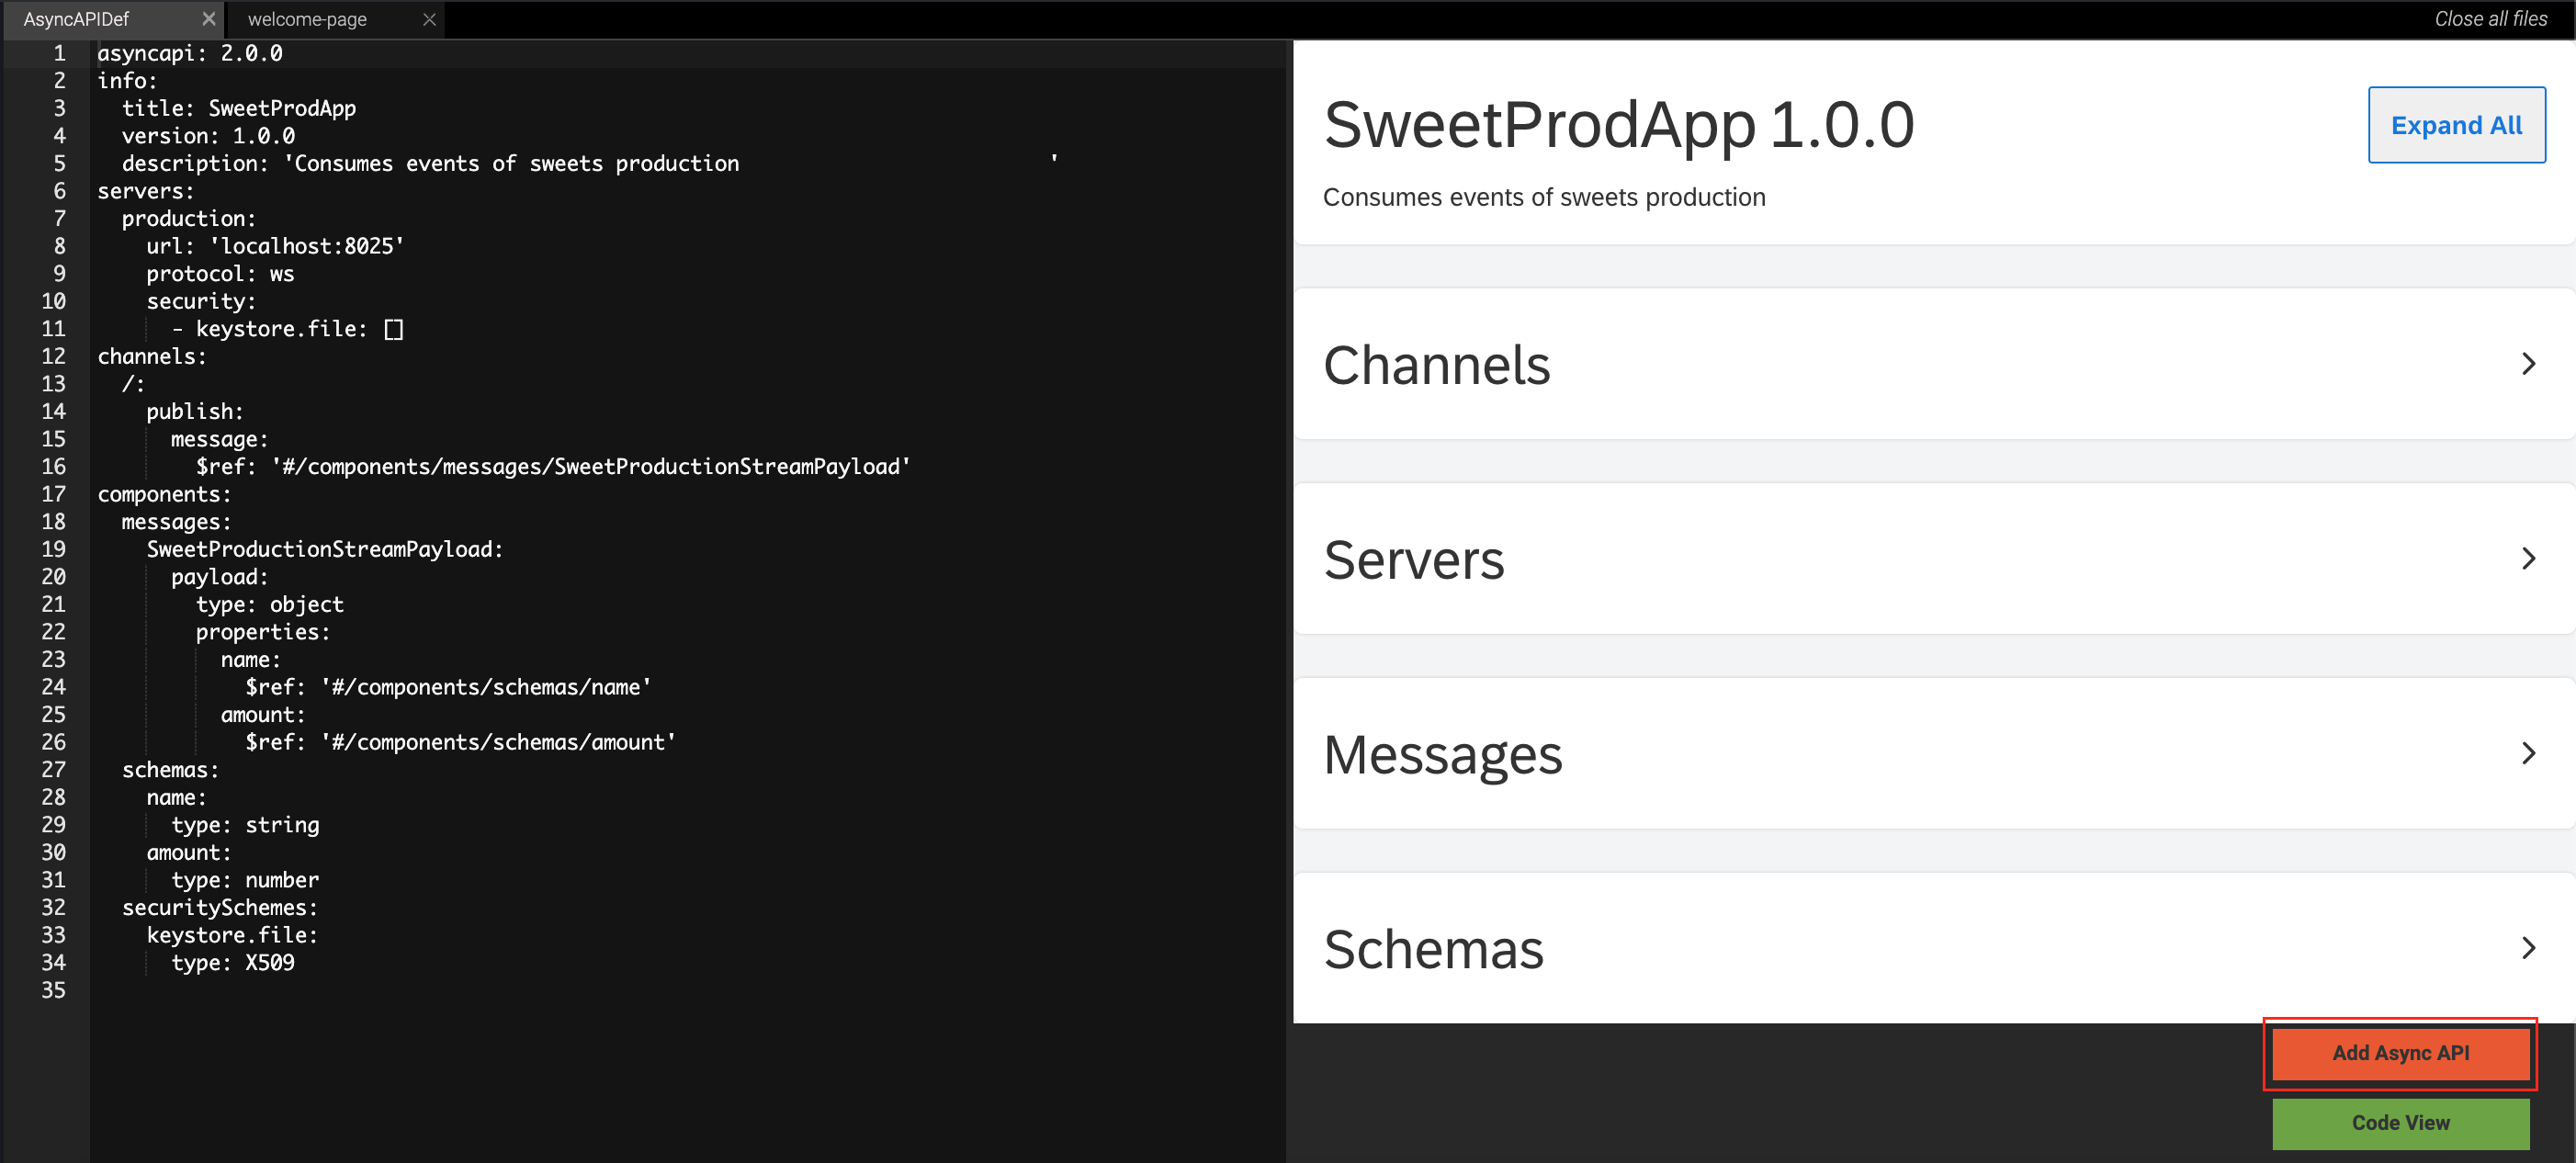 AsyncAPIDef
welcome-page
Close all files
1 asyncapi: 2.0.0
2 info:
3   title: SweetProdApp
4   version: 1.0.0
5   description: 'Consumes events of sweets production                         '
6 servers:
7   production:
8     url: 'localhost:8025'
9     protocol: ws
10     security:
11       - keystore.file: []
12 channels:
13   /:
14     publish:
15       message:
16         $ref: '#/components/messages/SweetProductionStreamPayload'
17 components:
18   messages:
19     SweetProductionStreamPayload:
20       payload:
21         type: object
22         properties:
23           name:
24             $ref: '#/components/schemas/name'
25           amount:
26             $ref: '#/components/schemas/amount'
27   schemas:
28     name:
29       type: string
30     amount:
31       type: number
32   securitySchemes:
33     keystore.file:
34       type: X509
35
SweetProdApp 1.0.0
Expand All
Consumes events of sweets production
Channels
Servers
Messages
Schemas
Add Async API
Code View